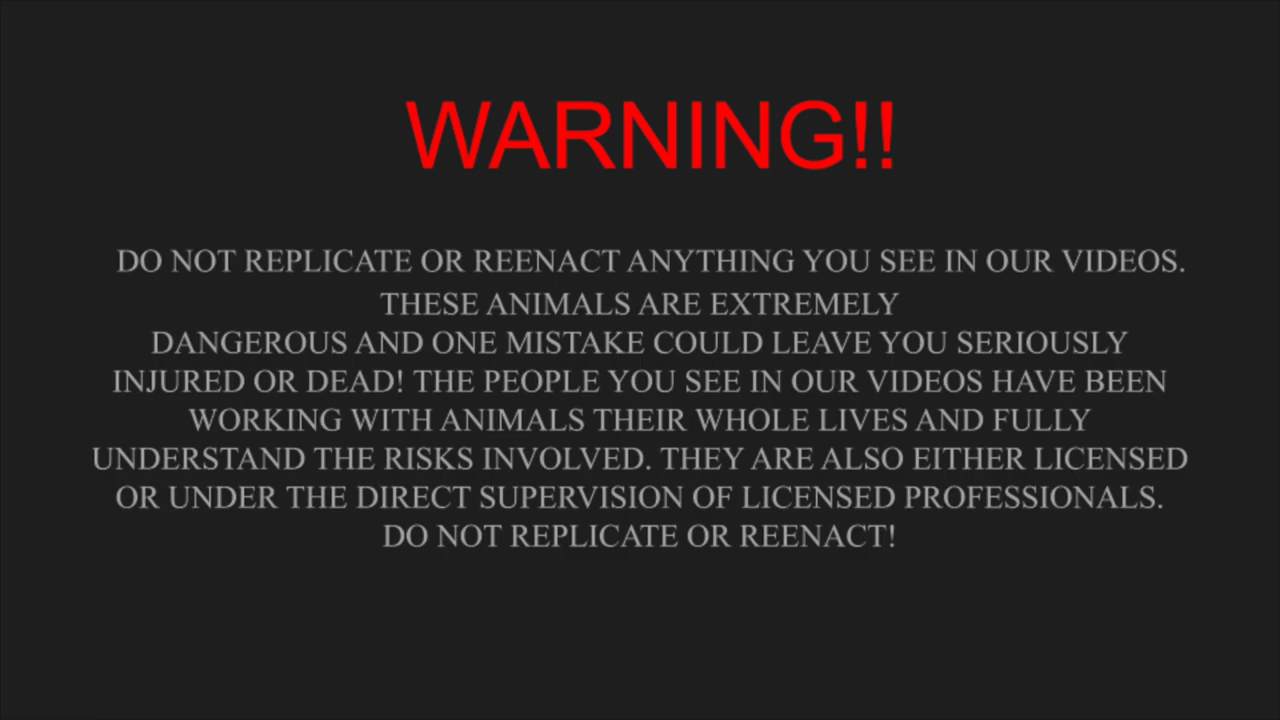 WARNING!!
DO NOT REPLICATE OR REENACT ANYTHING YOU SEE IN OUR VIDEOS.
THESE ANIMALS ARE EXTREMELY
DANGEROUS AND ONE MISTAKE COULD LEAVE YOU SERIOUSLY
INJURED OR DEAD! THE PEOPLE YOU SEE IN OUR VIDEOS HAVE BEEN
WORKING WITH ANIMALS THEIR WHOLE LIVES AND FULLY
UNDERSTAND THE RISKS INVOLVED. THEY ARE ALSO EITHER LICENSED
OR UNDER THE DIRECT SUPERVISION OF LICENSED PROFESSIONALS.
DO NOT REPLICATE OR REENACT!